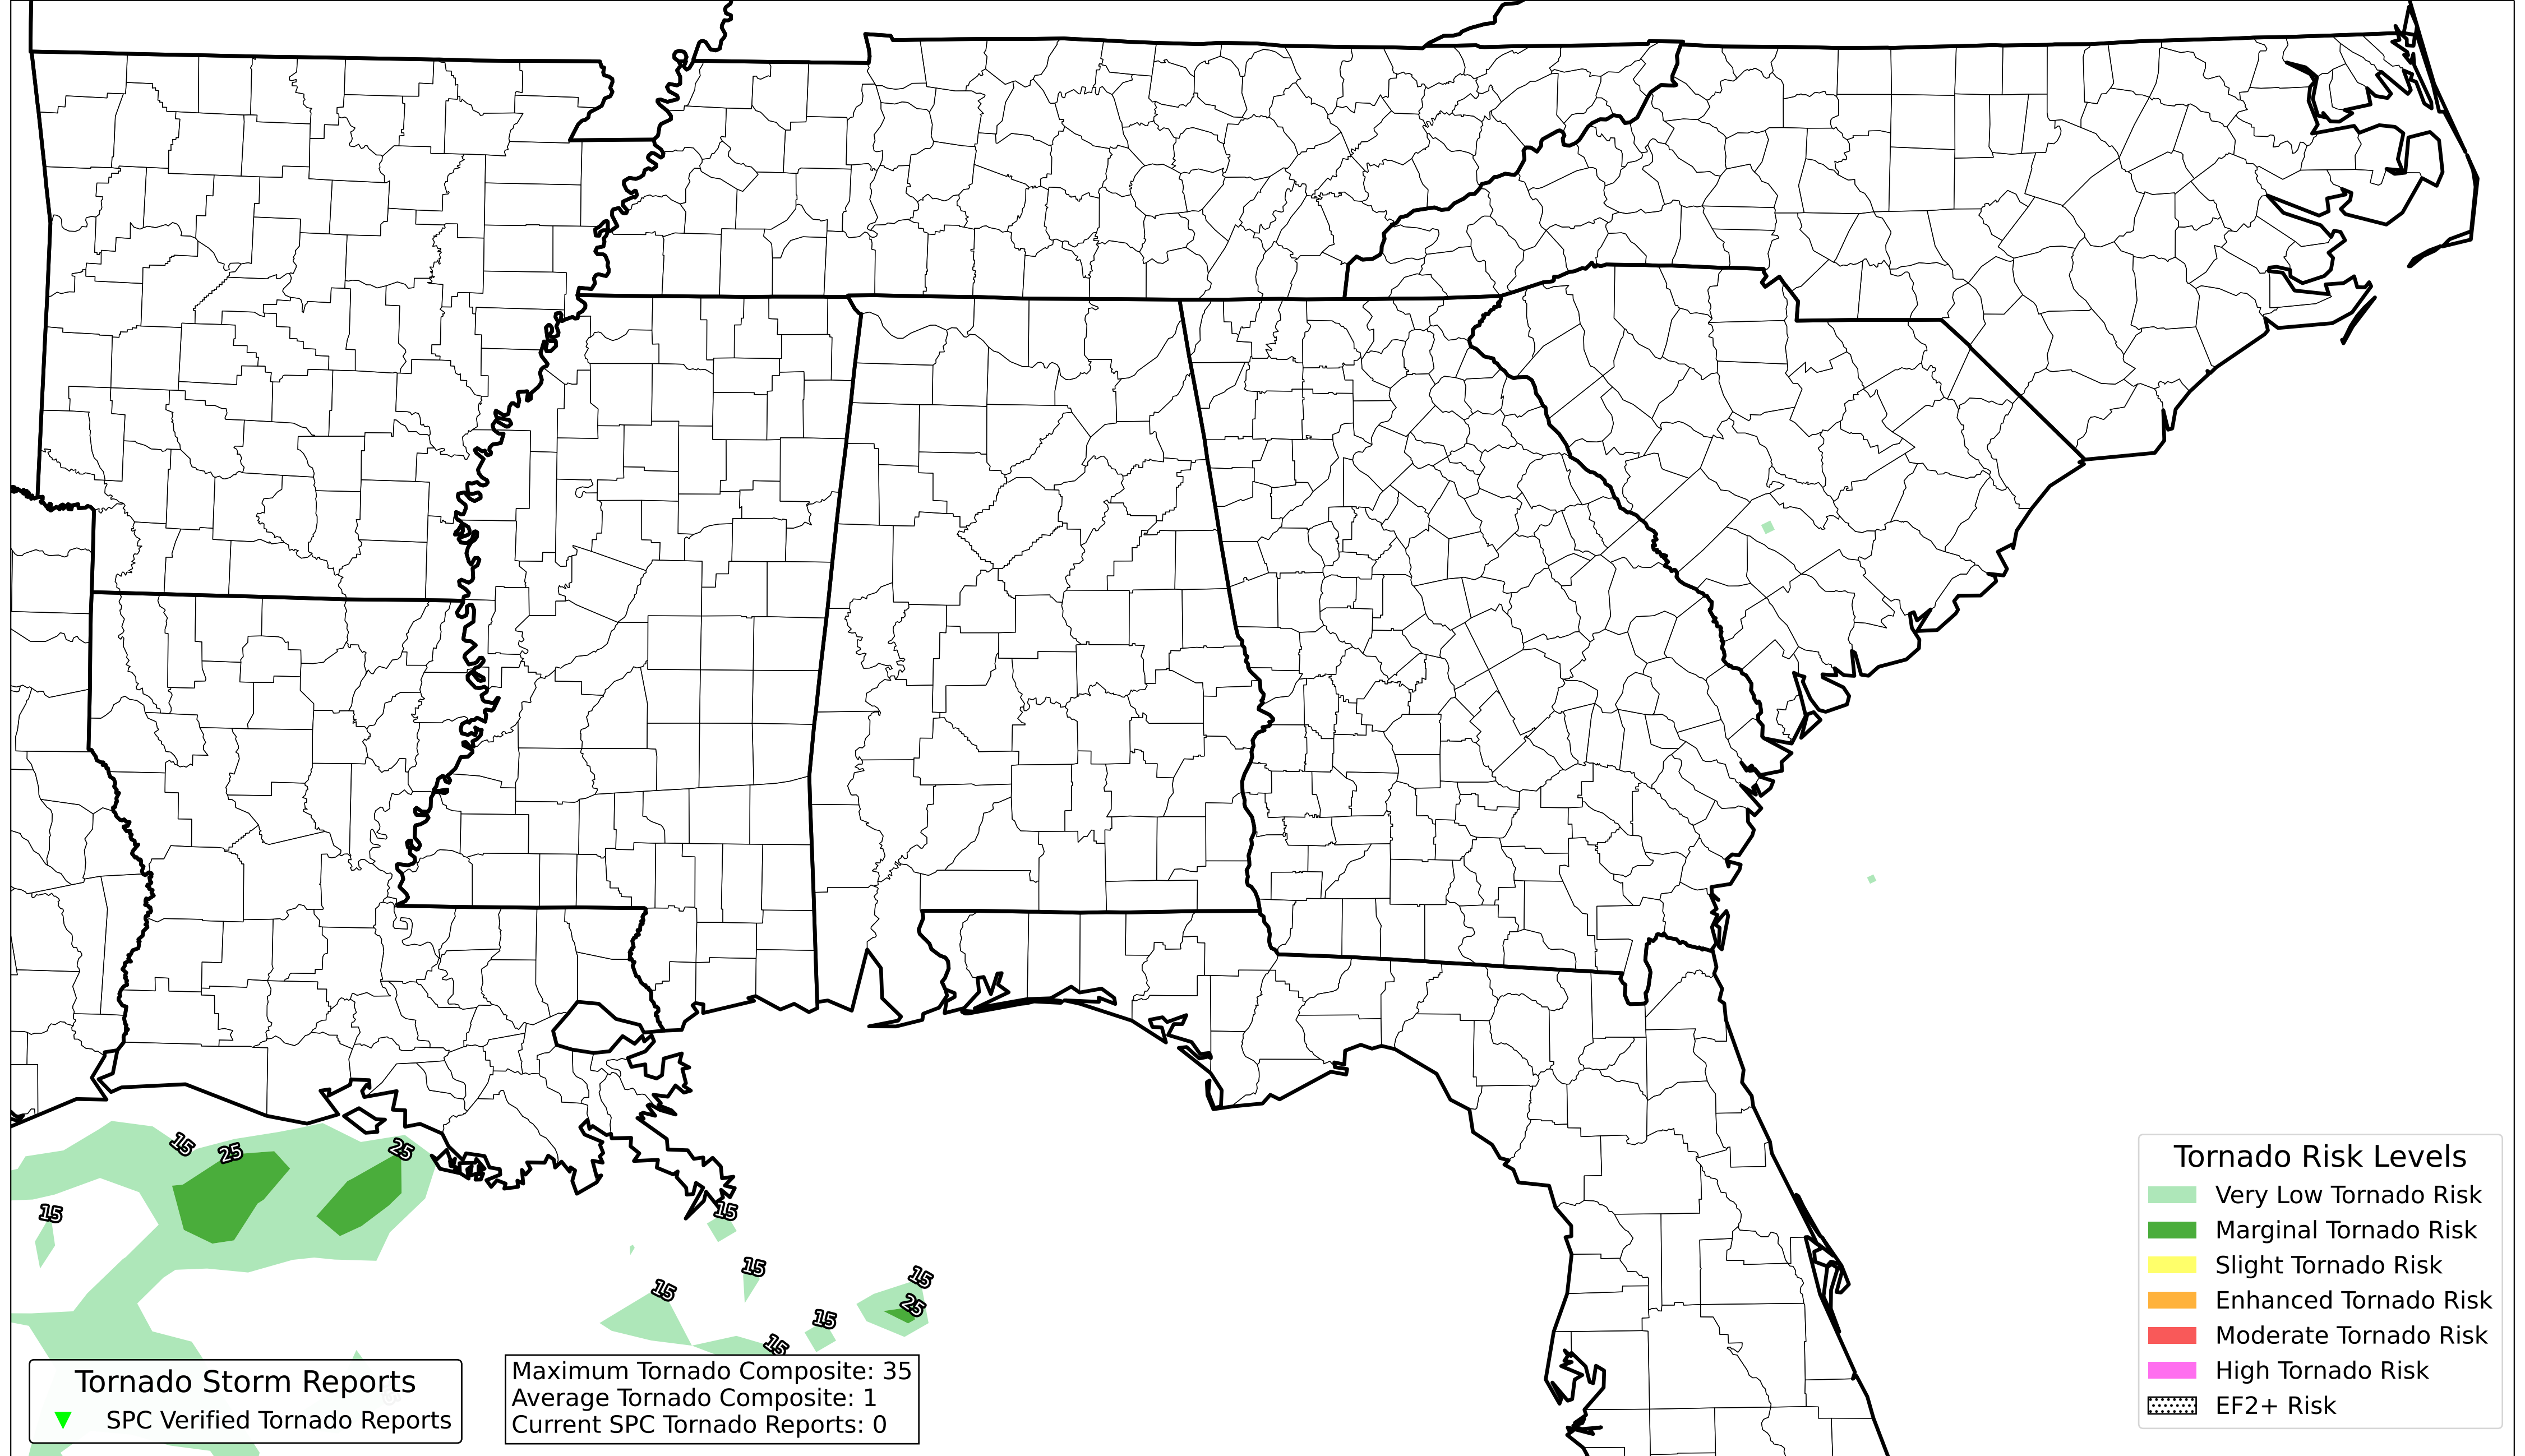 15
25
25
15
15
15
15
15
25
15
15
Tornado Storm Reports
SPC Verified Tornado Reports
Maximum Tornado Composite: 35
Average Tornado Composite: 1
Current SPC Tornado Reports: 0
Tornado Risk Levels
Very Low Tornado Risk
Marginal Tornado Risk
Slight Tornado Risk
Enhanced Tornado Risk
Moderate Tornado Risk
High Tornado Risk
EF2+ Risk